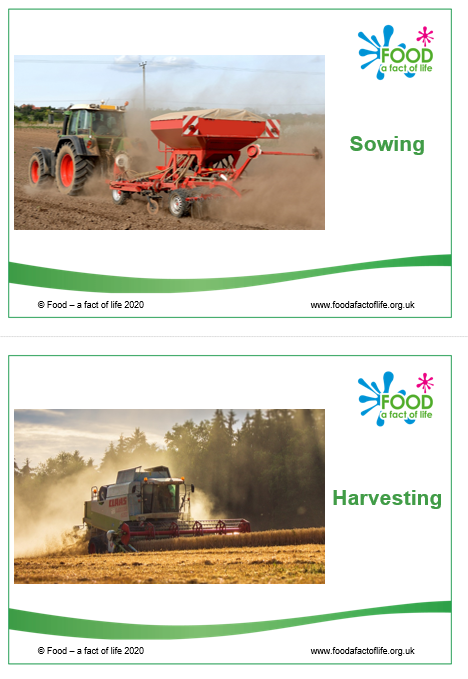 FOOD
a fact of life
Sowing
© Food – a fact of life 2020
www.foodafactoflife.org.uk
FOOD
a fact of life
CLAAS
Harvesting
© Food – a fact of life 2020
www.foodafactoflife.org.uk